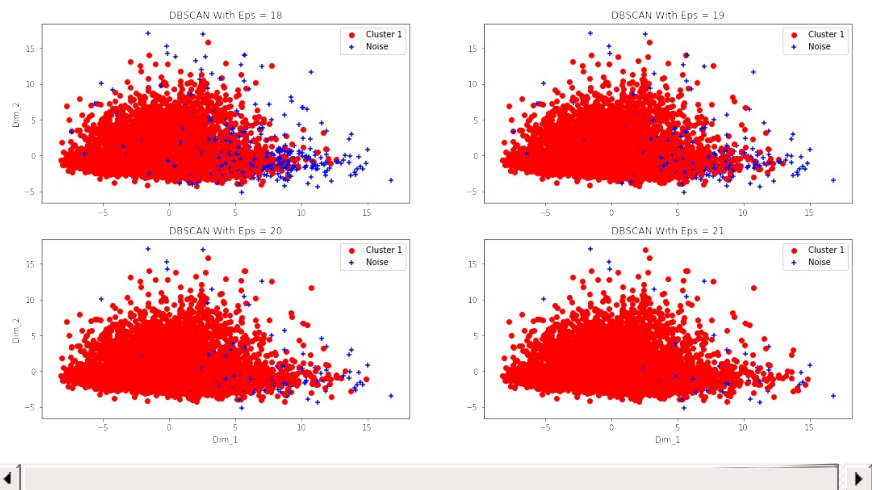 DBSCAN With Eps = 18
Cluster 1
Noise
15
10
5
0
−5
Dim_2
−5 0 5 10 15
DBSCAN With Eps = 19
Cluster 1
Noise
15
10
5
0
−5
−5 0 5 10 15
DBSCAN With Eps = 20
Cluster 1
Noise
15
10
5
0
−5
Dim_2
−5 0 5 10 15
Dim_1
DBSCAN With Eps = 21
Cluster 1
Noise
15
10
5
0
−5
−5 0 5 10 15
Dim_1